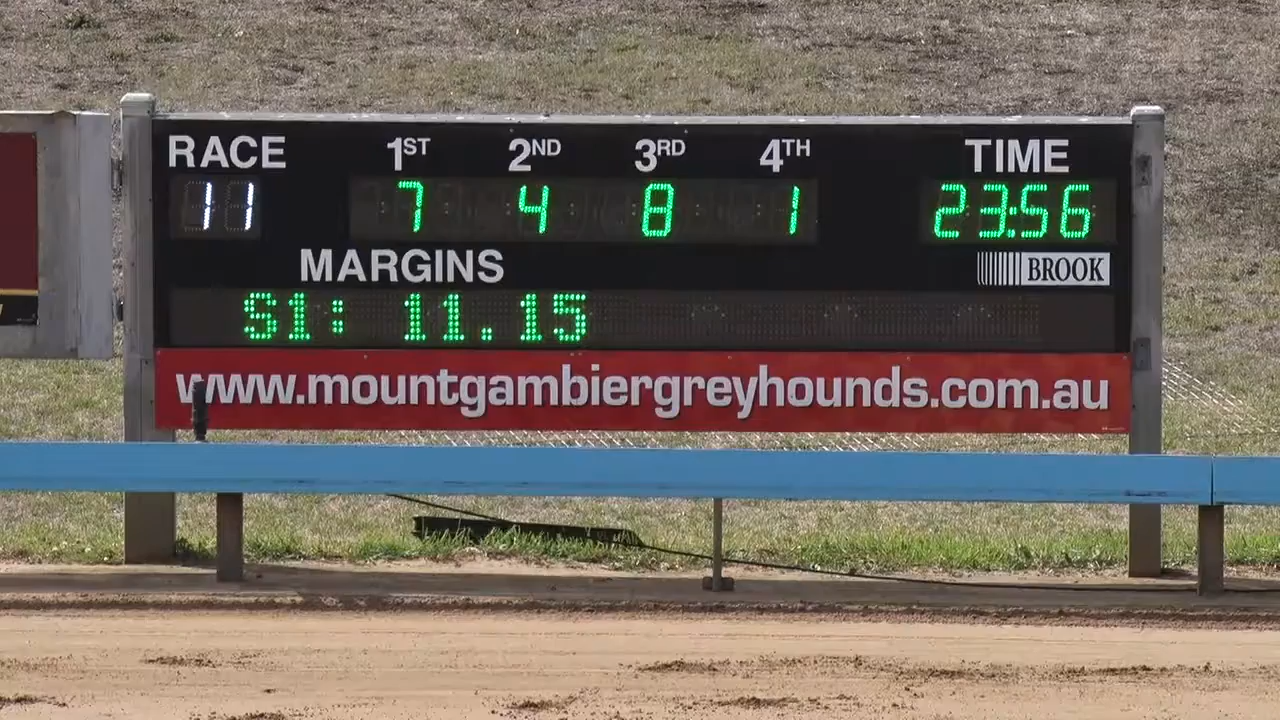 RACE 1ST 2ND 3RD 4TH TIME
11 7 4 8 1 23:56
MARGINS BROOK
S1: 11.15
www.mountgambiergreyhounds.com.au